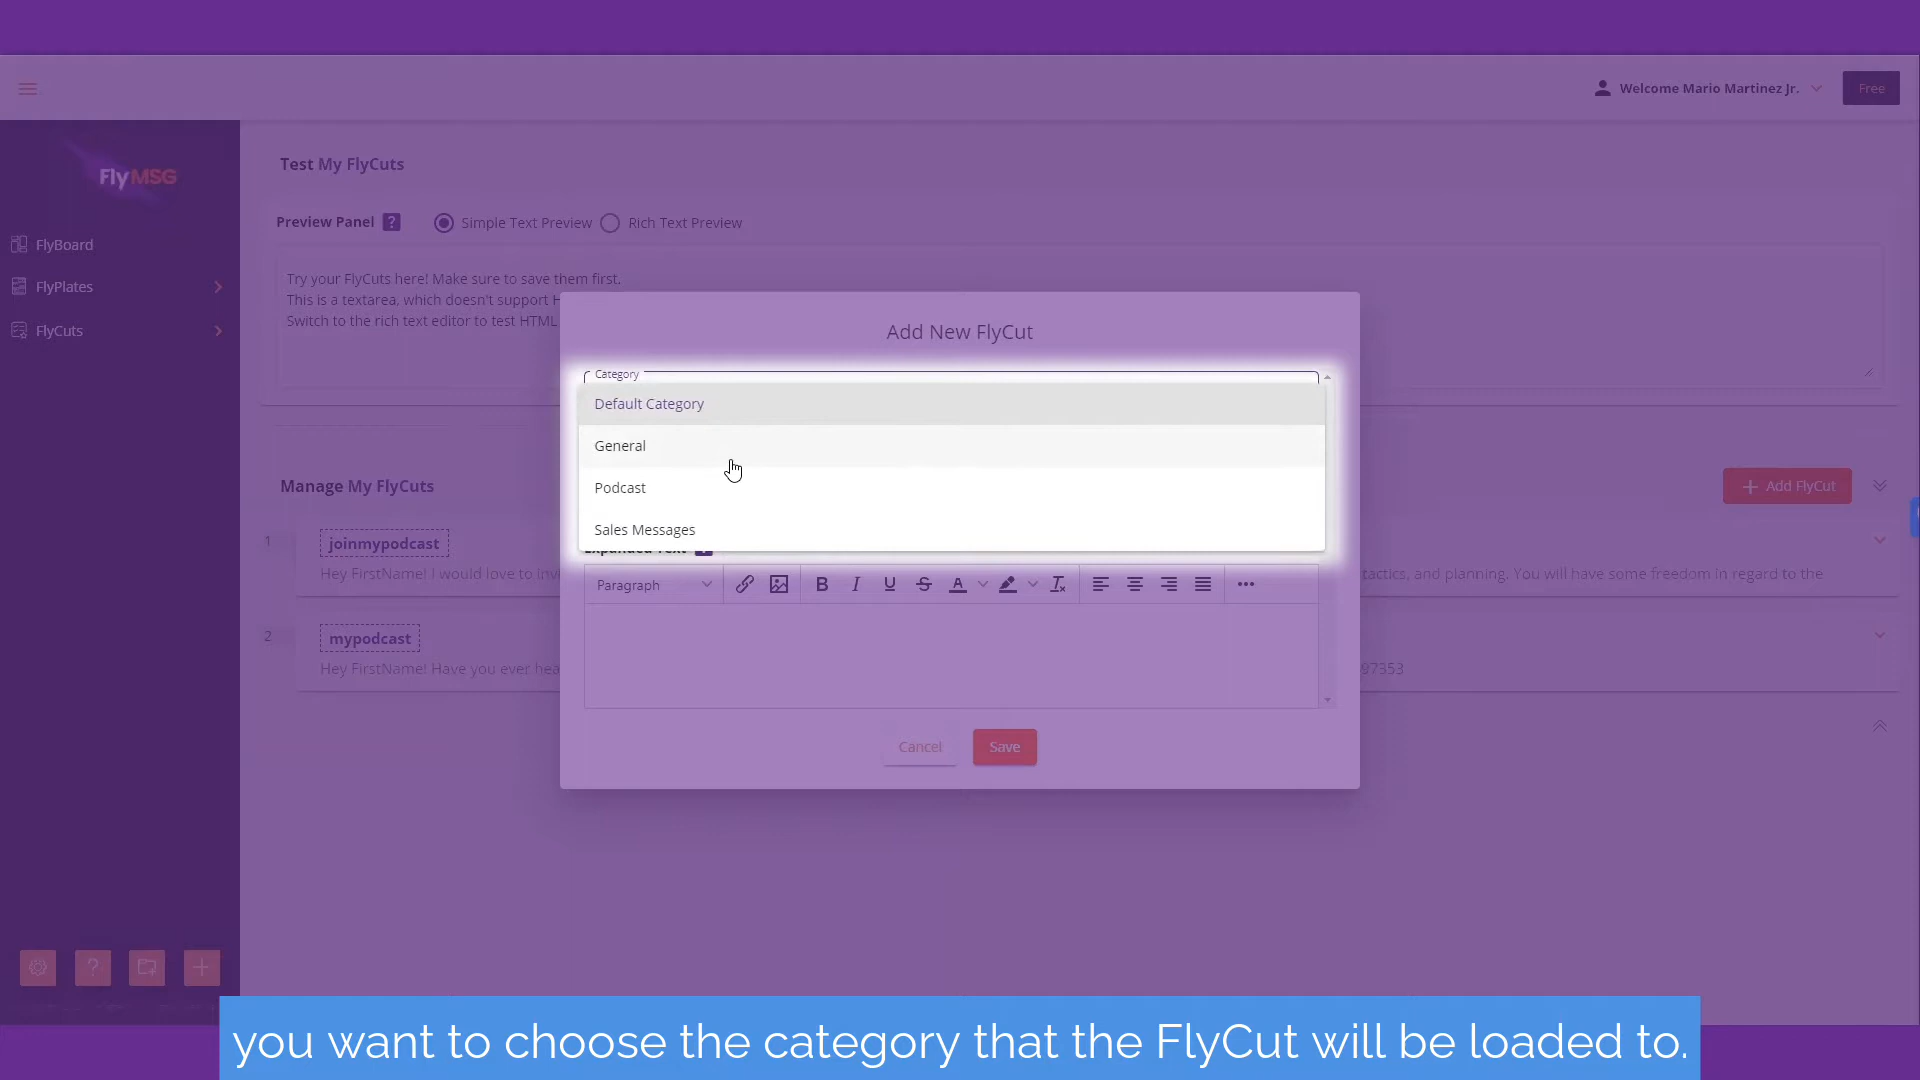 Welcome Mario Martinez Jr.
Free
FlyMSG
FlyBoard
FlyPlates
FlyCuts
Test My FlyCuts
Preview Panel ? Simple Text Preview Rich Text Preview
Try your FlyCuts here! Make sure to save them first.
This is a textarea, which doesn't support H
Switch to the rich text editor to test HTML
Add New FlyCut
Category
Default Category
General
Podcast
Sales Messages
Expanded Text
Paragraph
B I U S A
Cancel
Save
Manage My FlyCuts
+ Add FlyCut
1 joinmypodcast
Hey FirstName! I would love to inv tactics, and planning. You will have some freedom in regard to the
2 mypodcast
Hey FirstName! Have you ever hea 97353
you want to choose the category that the FlyCut will be loaded to.